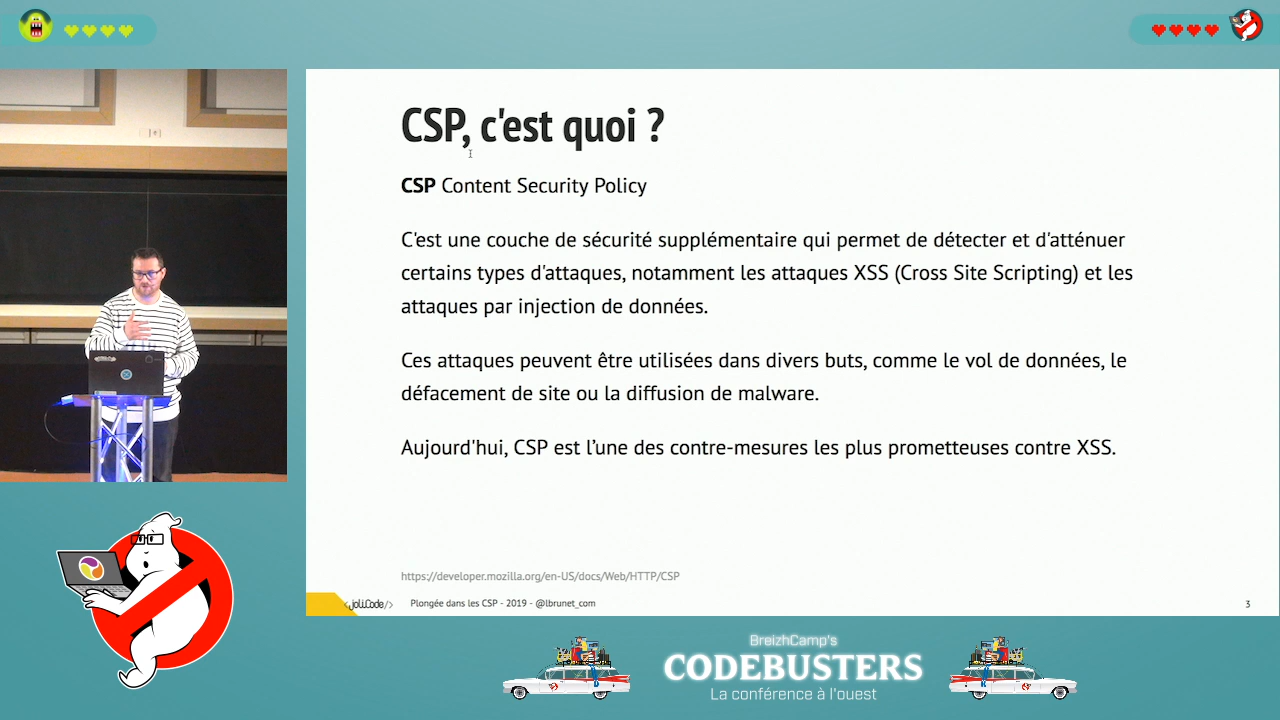 CSP, c'est quoi ?
CSP Content Security Policy
C'est une couche de sécurité supplémentaire qui permet de détecter et d'atténuer
certains types d'attaques, notamment les attaques XSS (Cross Site Scripting) et les
attaques par injection de données.
Ces attaques peuvent être utilisées dans divers buts, comme le vol de données, le
défacement de site ou la diffusion de malware.
Aujourd'hui, CSP est l’une des contre-mesures les plus prometteuses contre XSS.
https://developer.mozilla.org/en-US/docs/Web/HTTP/CSP
<joliCode/> Plongée dans les CSP - 2019 - @lbrunet_com 3
BreizhCamp's
CODEBUSTERS
La conférence à l'ouest